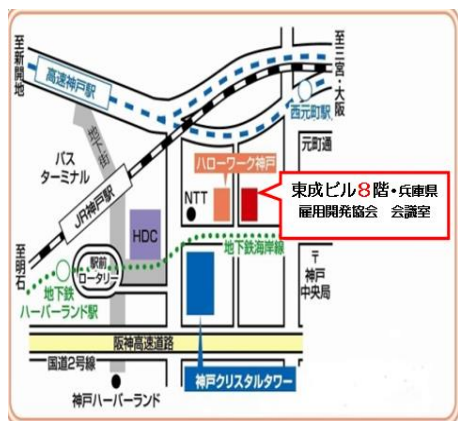 至新開地
高速神戸駅
至三宮・大阪
西元町駅
元町通
地下街
バス
ターミナル
ハローワーク神戸
JR神戸駅
NTT
東成ビル8階・兵庫県
雇用開発協会 会議室
HDC
地下鉄海岸線
至明石
駅前
ロータリー
〒
神戸
中央局
地下鉄
ハーバーランド駅
阪神高速道路
国道2号線
神戸クリスタルタワー
神戸ハーバーランド